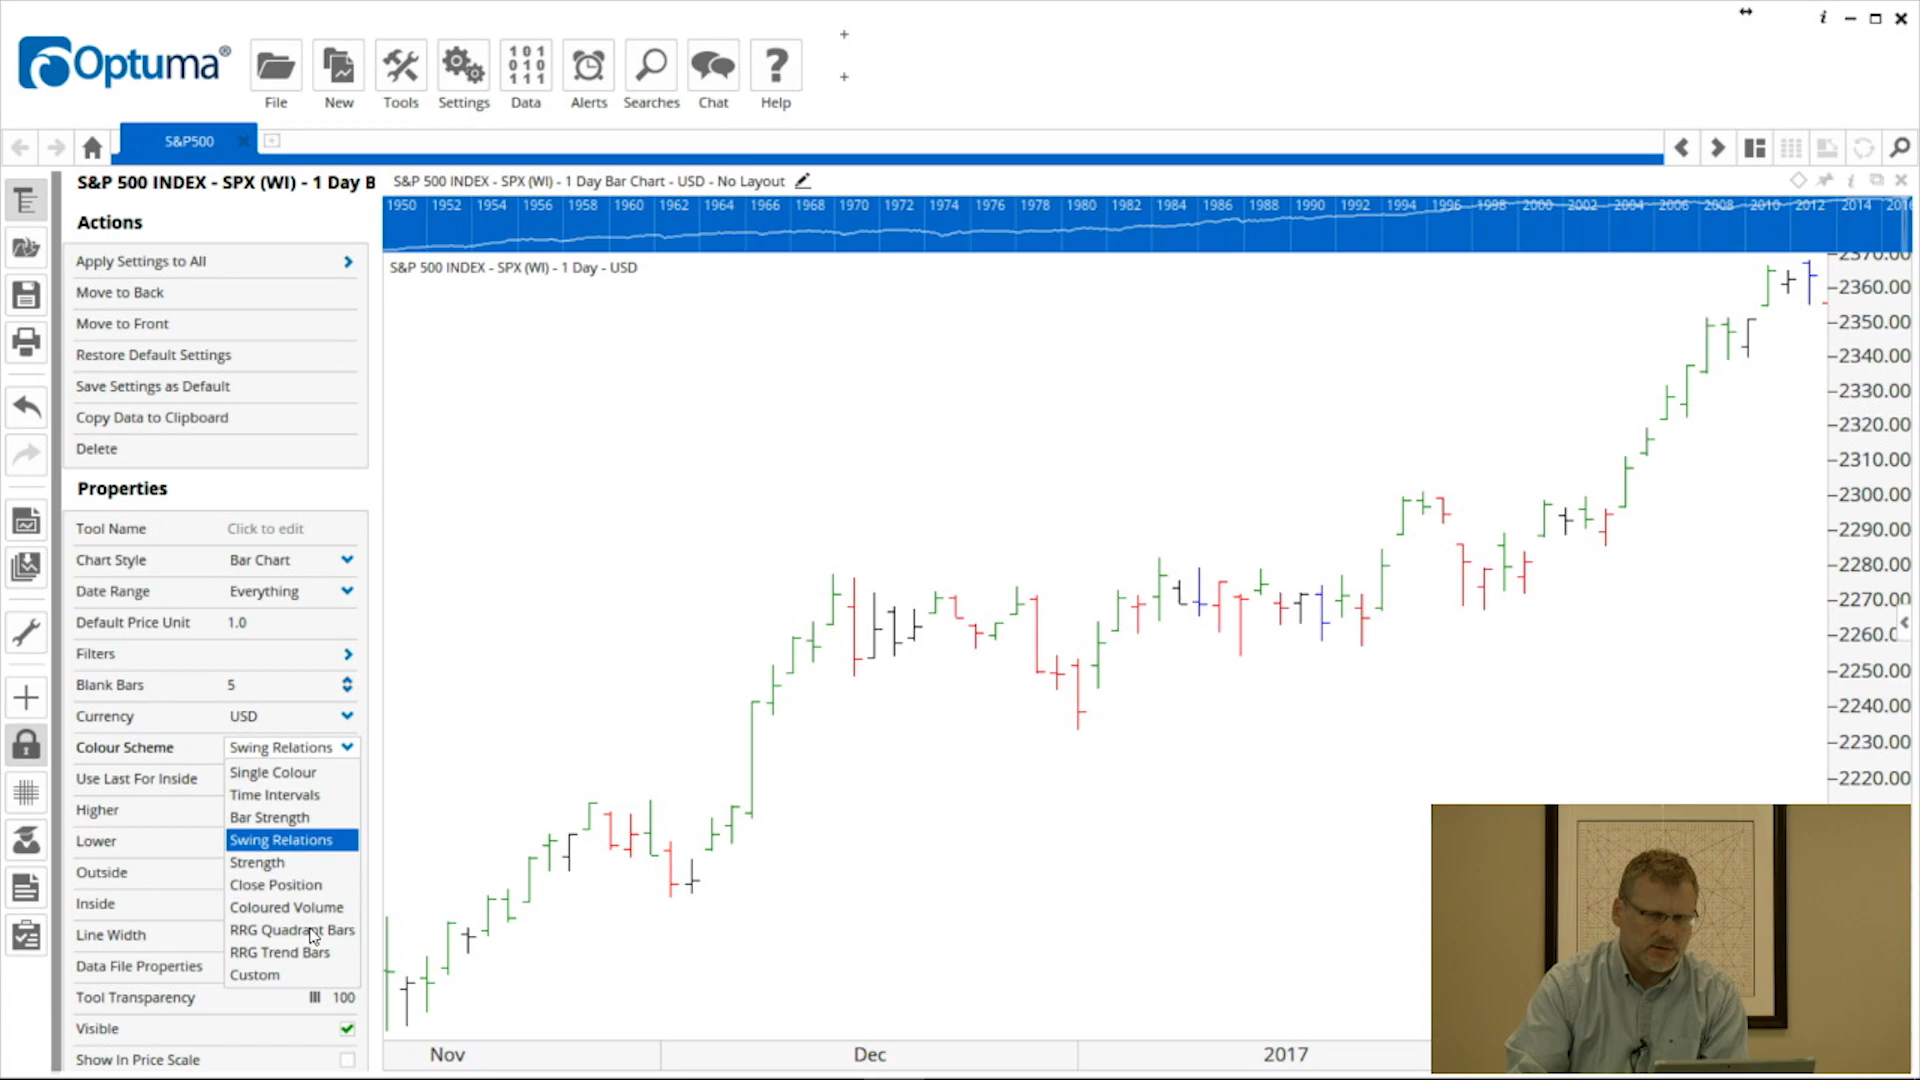 Optuma®
File
New
Tools
Settings
101
010
111
Data
Alerts
Searches
Chat
?
Help
i
S&P500
S&P 500 INDEX - SPX (WI) - 1 Day B
S&P 500 INDEX - SPX (WI) - 1 Day Bar Chart - USD - No Layout
i
1950 1952 1954 1956 1958 1960 1962 1964 1966 1968 1970 1972 1974 1976 1978 1980 1982 1984 1986 1988 1990 1992 1994 1996 1998 2000 2002 2004 2006 2008 2010 2012 2014
S&P 500 INDEX - SPX (WI) - 1 Day - USD
Actions
Apply Settings to All
Move to Back
Move to Front
Restore Default Settings
Save Settings as Default
Copy Data to Clipboard
Delete
Properties
Tool Name Click to edit
Chart Style Bar Chart
Date Range Everything
Default Price Unit 1.0
Filters
Blank Bars 5
Currency USD
Colour Scheme Swing Relations
Use Last For Inside
Higher
Lower
Outside
Inside
Line Width
Data File Properties
Tool Transparency 100
Visible
Show In Price Scale
Single Colour
Time Intervals
Bar Strength
Swing Relations
Strength
Close Position
Coloured Volume
RRG Quadrant Bars
RRG Trend Bars
Custom
2370.00
2360.00
2350.00
2340.00
2330.00
2320.00
2310.00
2300.00
2290.00
2280.00
2270.00
2260.0
2250.00
2240.00
2230.00
2220.00
Nov
Dec
2017